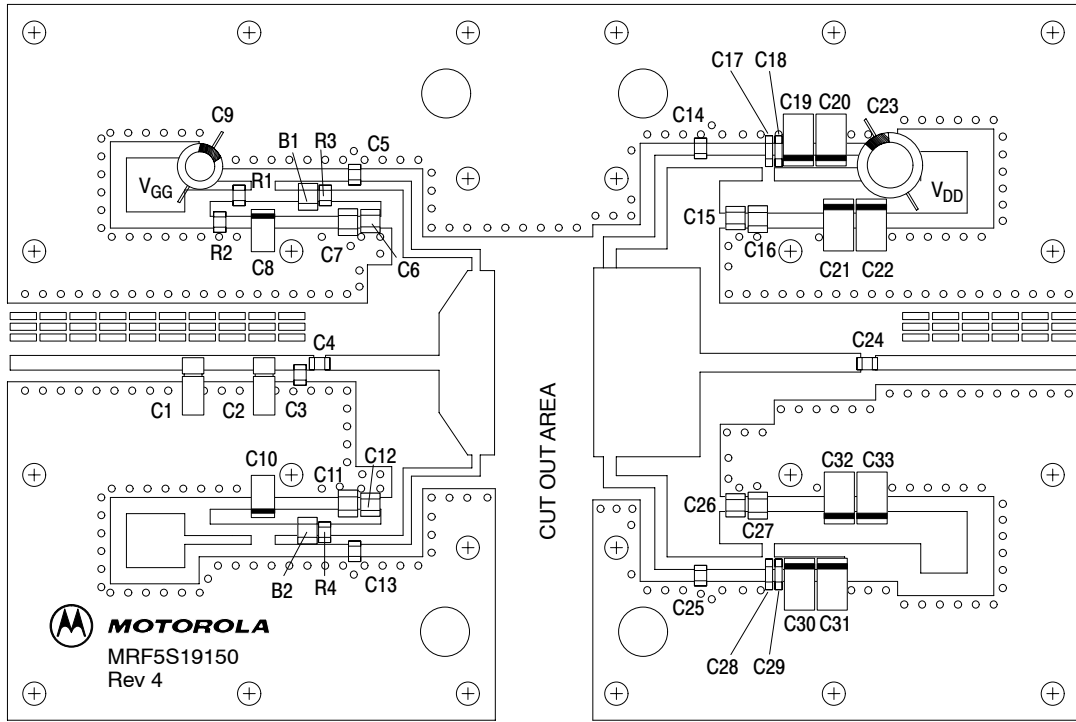 C17 C18
C19 C20
C23
C9
C14
B1 R3 C5
R1
VGG
VDD
C15
C16
R2
C8
C7
C6
C21 C22
C4
C24
C1
C2
C3
CUT OUT AREA
C10
C11
C12
C32 C33
C26
C27
B2
R4
C13
C25
C30 C31
C28
C29
MOTOROLA
MRF5S19150
Rev 4